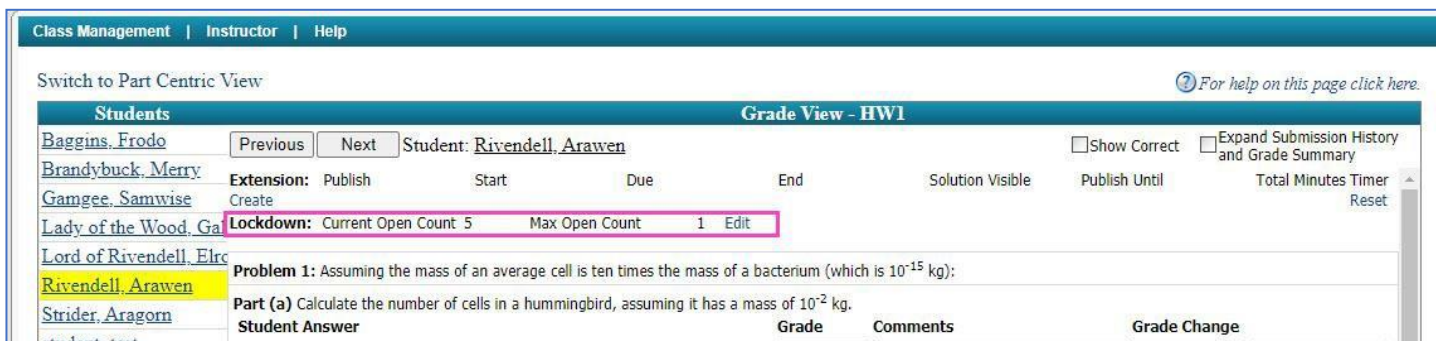 Class Management | Instructor | Help
Switch to Part Centric View
For help on this page click here.
Students
Grade View - HW1
Baggins, Frodo
Brandybuck, Merry
Gamgee, Samwise
Lady of the Wood, Gal
Lord of Rivendell, Elro
Rivendell, Arawen
Strider, Aragorn
Previous Next Student: Rivendell, Arawen
Show Correct
Expand Submission History
and Grade Summary
Extension: Publish Start Due End Solution Visible Publish Until Total Minutes Timer
Create Reset
Lockdown: Current Open Count 5 Max Open Count 1 Edit
Problem 1: Assuming the mass of an average cell is ten times the mass of a bacterium (which is 10⁻¹⁵ kg):
Part (a) Calculate the number of cells in a hummingbird, assuming it has a mass of 10⁻² kg.
Student Answer Grade Comments Grade Change